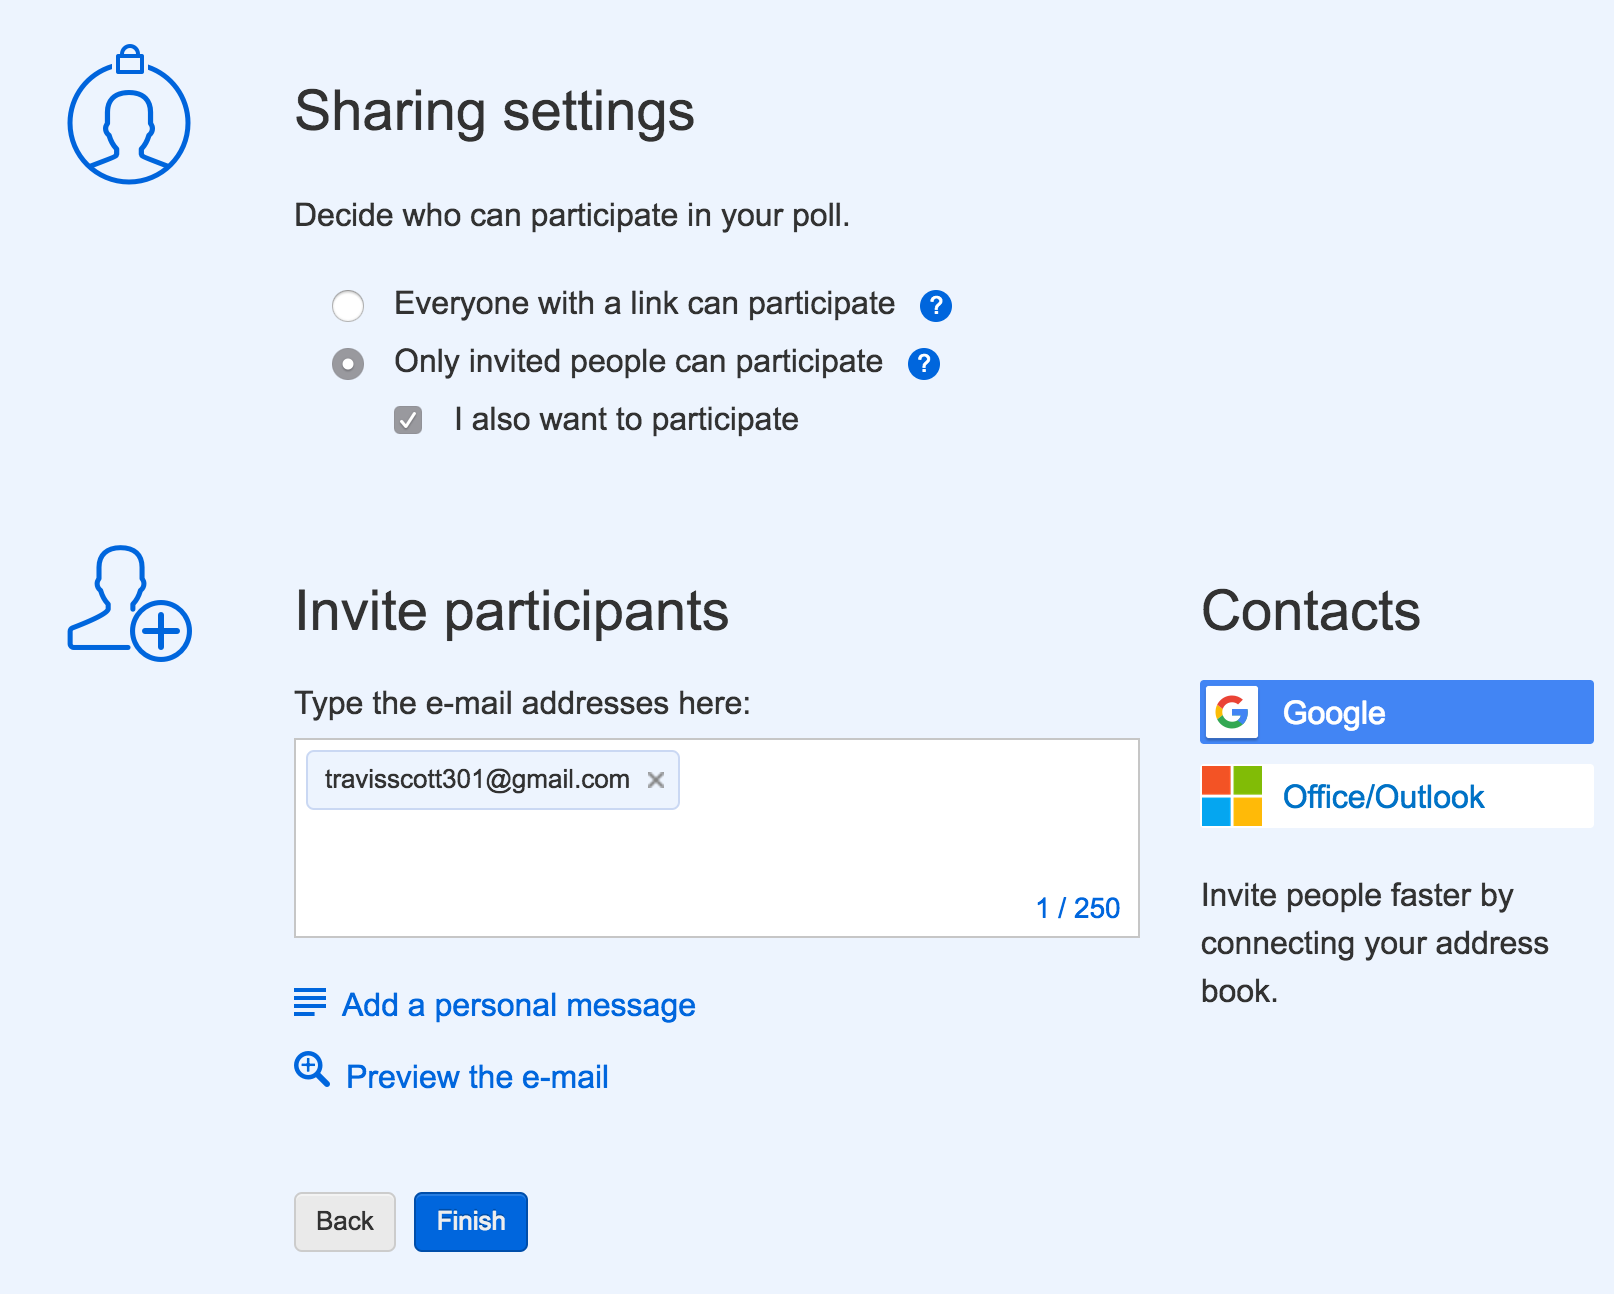 Sharing settings
Decide who can participate in your poll.
Everyone with a link can participate ?
Only invited people can participate ?
I also want to participate
Invite participants
Type the e-mail addresses here:
travisscott301@gmail.com
1 / 250
Add a personal message
Preview the e-mail
Contacts
Google
Office/Outlook
Invite people faster by
connecting your address
book.
Back
Finish